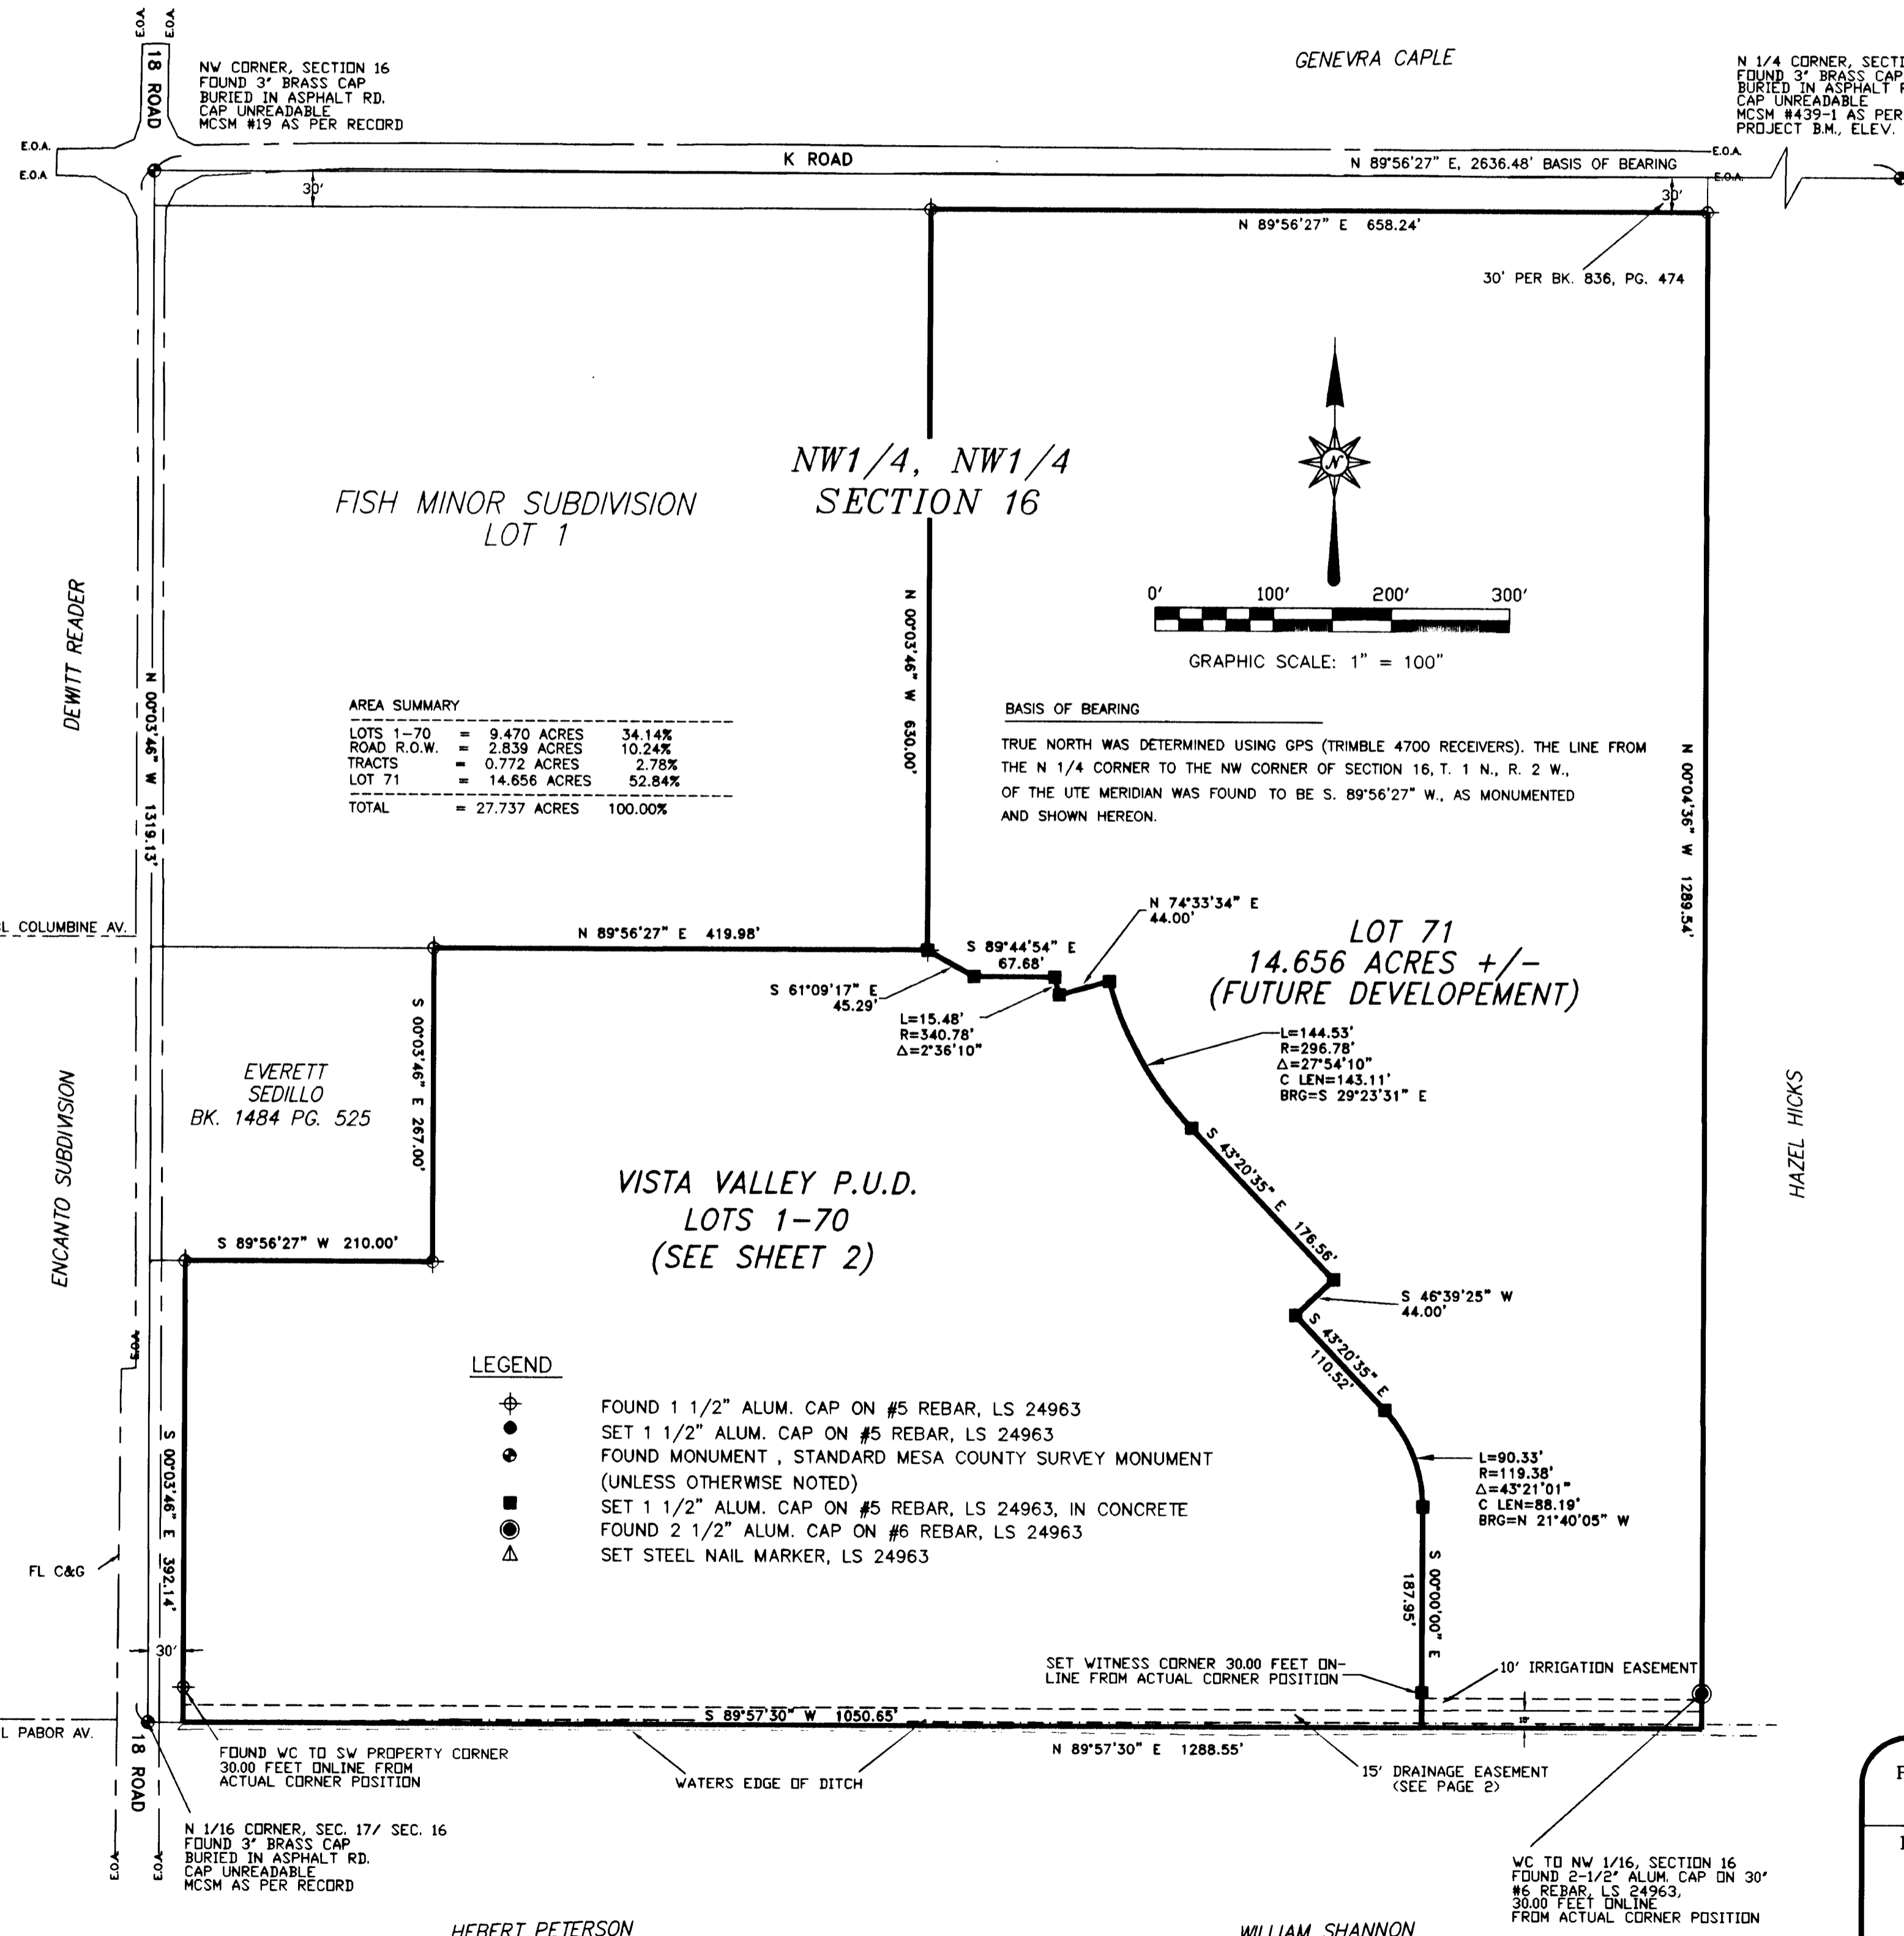 E.O.A.
E.O.A.
18 ROAD
NW CORNER, SECTION 16
FOUND 3" BRASS CAP
BURIED IN ASPHALT RD.
CAP UNREADABLE
MCSM #19 AS PER RECORD
GENEVRA CAPLE
N 1/4 CORNER,
FOUND 3" BRASS CAP
BURIED IN ASPHALT
CAP UNREADABLE
MCSM #439-1 AS PER
PROJECT B.M., ELEV.
E.O.A.
E.O.A
K ROAD
N 89°56'27" E, 2636.48' BASIS OF BEARING
E.O.A.
E.O.A.
30'
30'
N 89°56'27" E 658.24'
30' PER BK. 836, PG. 474
NW1/4, NW1/4
SECTION 16
FISH MINOR SUBDIVISION
LOT 1
N
0' 100' 200' 300'
GRAPHIC SCALE: 1" = 100"
DEWITT READER
N 00°03'46" W 1319.13'
N 00°03'46" W 630.00'
AREA SUMMARY
LOTS 1-70 = 9.470 ACRES 34.14%
ROAD R.O.W. = 2.839 ACRES 10.24%
TRACTS = 0.772 ACRES 2.78%
LOT 71 = 14.656 ACRES 52.84%
TOTAL = 27.737 ACRES 100.00%
BASIS OF BEARING
TRUE NORTH WAS DETERMINED USING GPS (TRIMBLE 4700 RECEIVERS). THE LINE FROM
THE N 1/4 CORNER TO THE NW CORNER OF SECTION 16, T. 1 N., R. 2 W.,
OF THE UTE MERIDIAN WAS FOUND TO BE S. 89°56'27" W., AS MONUMENTED
AND SHOWN HEREON.
N 00°04'36" W 1289.54'
COLUMBINE AV.
N 89°56'27" E 419.98'
N 74°33'34" E
44.00'
S 89°44'54" E
67.68'
S 61°09'17" E
45.29'
L=15.48'
R=340.78'
Δ=2°36'10"
LOT 71
14.656 ACRES +/-
(FUTURE DEVELOPEMENT)
L=144.53'
R=296.78'
Δ=27°54'10"
C LEN=143.11'
BRG=S 29°23'31" E
S 00°03'46" E 267.00'
EVERETT
SEDILLO
BK. 1484 PG. 525
ENCANTO SUBDIVISION
HAZEL HICKS
S 43°20'35" E 176.56'
VISTA VALLEY P.U.D.
LOTS 1-70
(SEE SHEET 2)
S 89°56'27" W 210.00'
S 46°39'25" W
44.00'
S 43°20'35" E
110.52'
E.O.A.
LEGEND
FOUND 1 1/2" ALUM. CAP ON #5 REBAR, LS 24963
SET 1 1/2" ALUM. CAP ON #5 REBAR, LS 24963
FOUND MONUMENT , STANDARD MESA COUNTY SURVEY MONUMENT
(UNLESS OTHERWISE NOTED)
SET 1 1/2" ALUM. CAP ON #5 REBAR, LS 24963, IN CONCRETE
FOUND 2 1/2" ALUM. CAP ON #6 REBAR, LS 24963
SET STEEL NAIL MARKER, LS 24963
L=90.33'
R=119.38'
Δ=43°21'01"
C LEN=88.19'
BRG=N 21°40'05" W
S 00°03'46" E 392.14'
FL C&G
S 00°00'00" E
187.95'
30'
SET WITNESS CORNER 30.00 FEET ON-
LINE FROM ACTUAL CORNER POSITION
10' IRRIGATION EASEMENT
S 89°57'30" W 1050.65'
PABOR AV.
N 89°57'30" E 1288.55'
18 ROAD
FOUND WC TO SW PROPERTY CORNER
30.00 FEET ONLINE FROM
ACTUAL CORNER POSITION
WATERS EDGE OF DITCH
15' DRAINAGE EASEMENT
(SEE PAGE 2)
N 1/16 CORNER, SEC. 17/ SEC. 16
FOUND 3" BRASS CAP
BURIED IN ASPHALT RD.
CAP UNREADABLE
MCSM AS PER RECORD
E.O.A.
E.O.A.
WC TO NW 1/16, SECTION 16
FOUND 2-1/2" ALUM. CAP ON 30"
#6 REBAR, LS 24963,
30.00 FEET ONLINE
FROM ACTUAL CORNER POSITION
HEBERT PETERSON
WILLIAM SHANNON